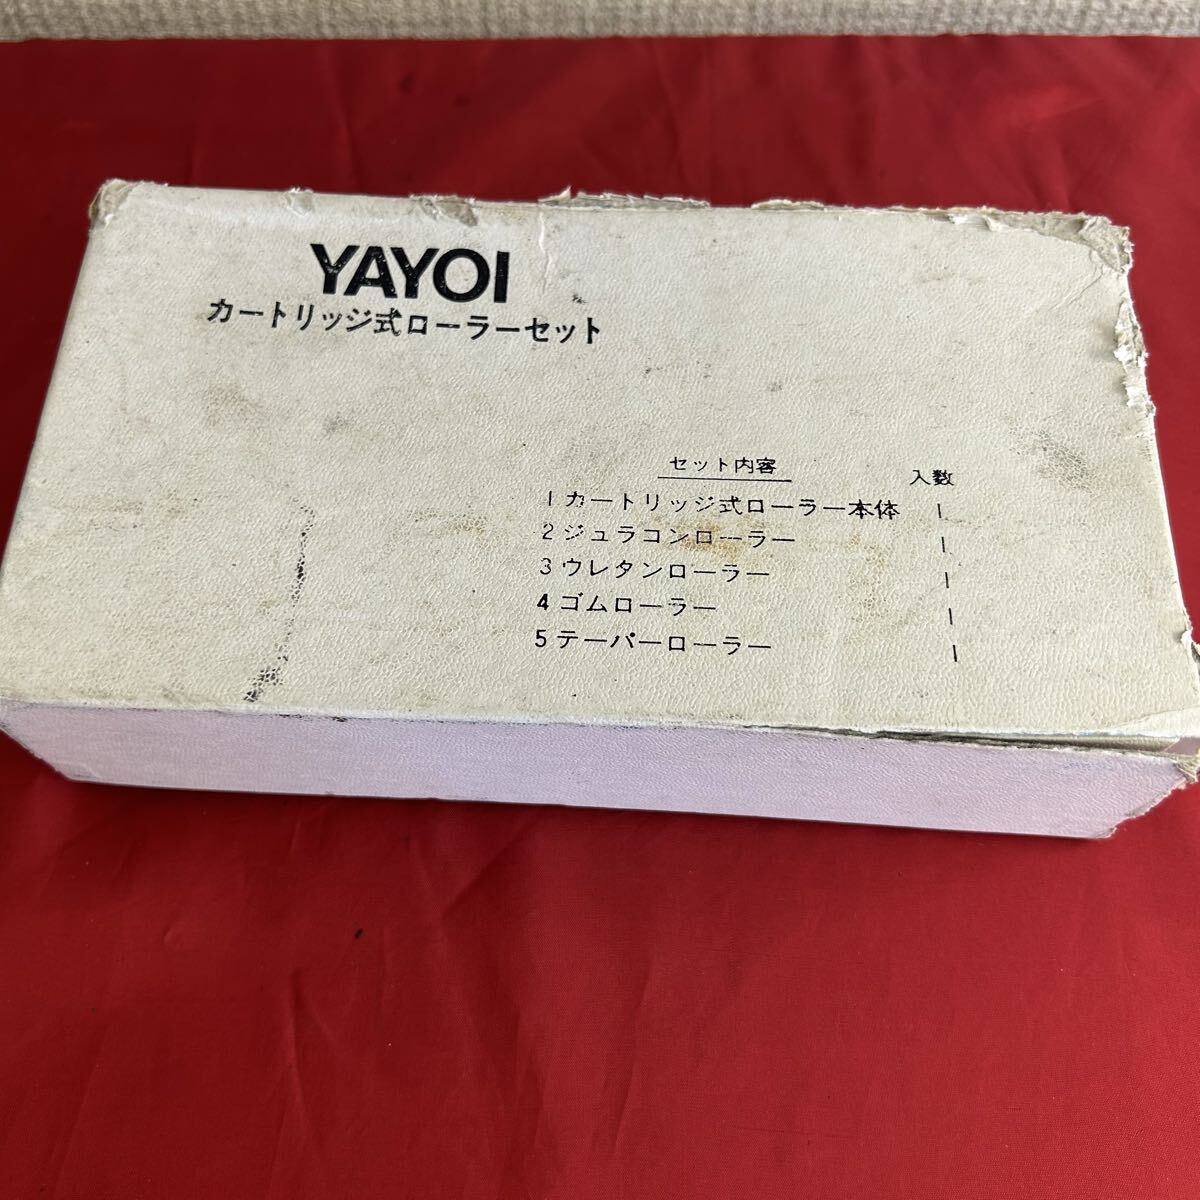 YAYOI
カートリッジ式ローラーセット
セット内容 入数
1 カートリッジ式ローラー本体 1
2 ジュラコンローラー 1
3 ウレタンローラー 1
4 ゴムローラー 1
5 テーパーローラー 1